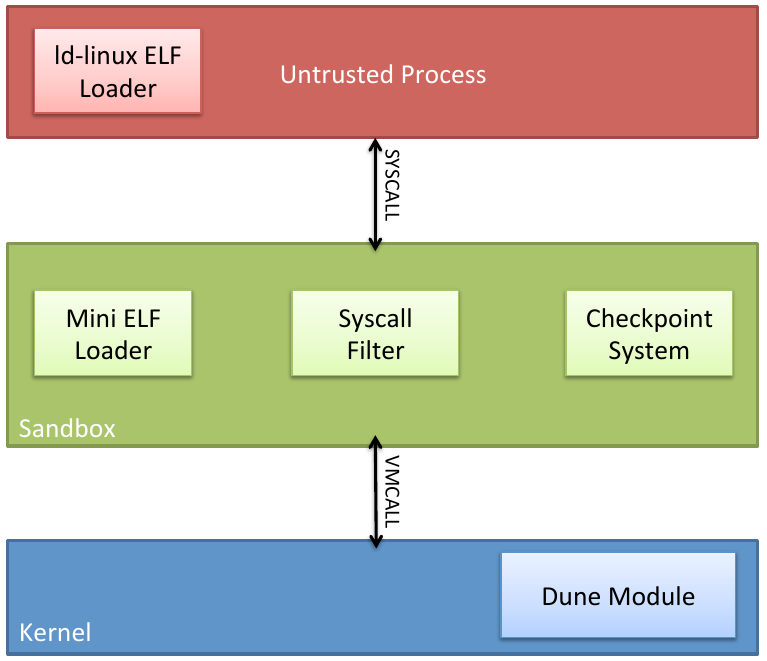 ld-linux ELF
Loader
Untrusted Process
SYSCALL
Mini ELF
Loader
Syscall
Filter
Checkpoint
System
Sandbox
VMCALL
Dune Module
Kernel